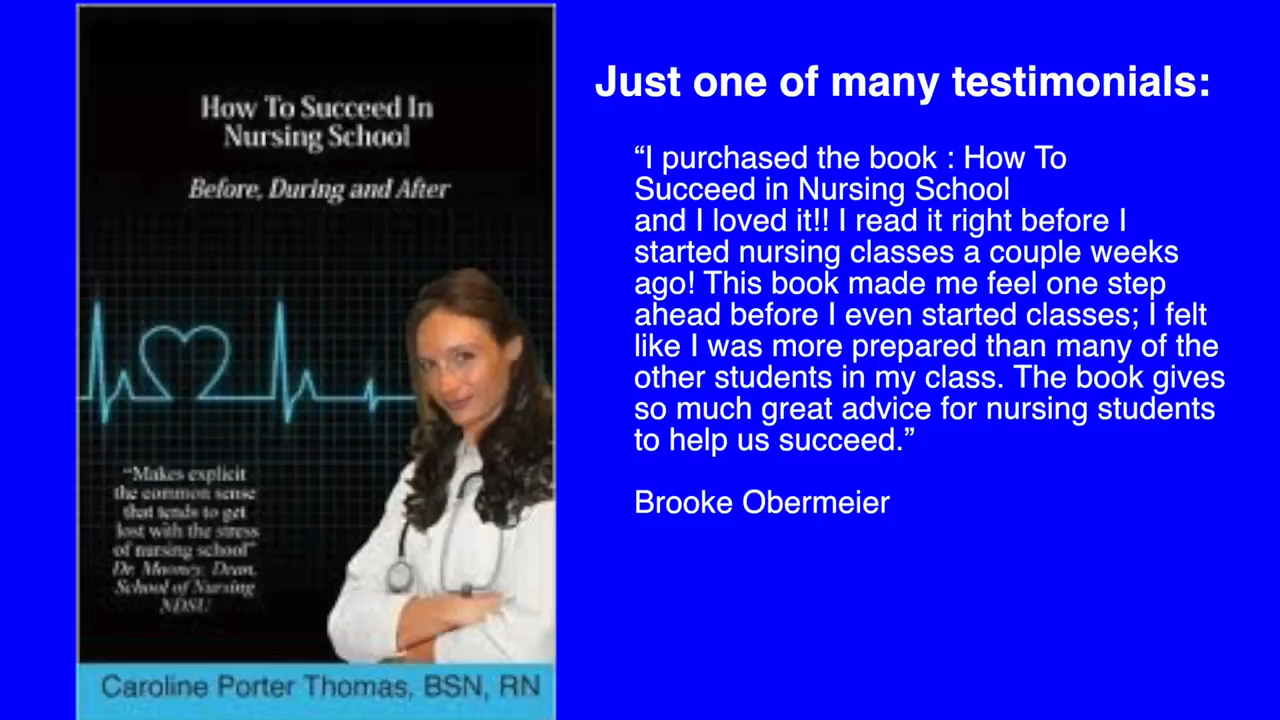 How To Succeed In
Nursing School
Before, During and After
“Makes explicit
the common sense
that tends to get
lost with the stress
of nursing school”
Dr. Mooney, Dean,
School of Nursing
NDSU
Caroline Porter Thomas, BSN, RN
Just one of many testimonials:
“I purchased the book : How To
Succeed in Nursing School
and I loved it!! I read it right before I
started nursing classes a couple weeks
ago! This book made me feel one step
ahead before I even started classes; I felt
like I was more prepared than many of the
other students in my class. The book gives
so much great advice for nursing students
to help us succeed.”
Brooke Obermeier